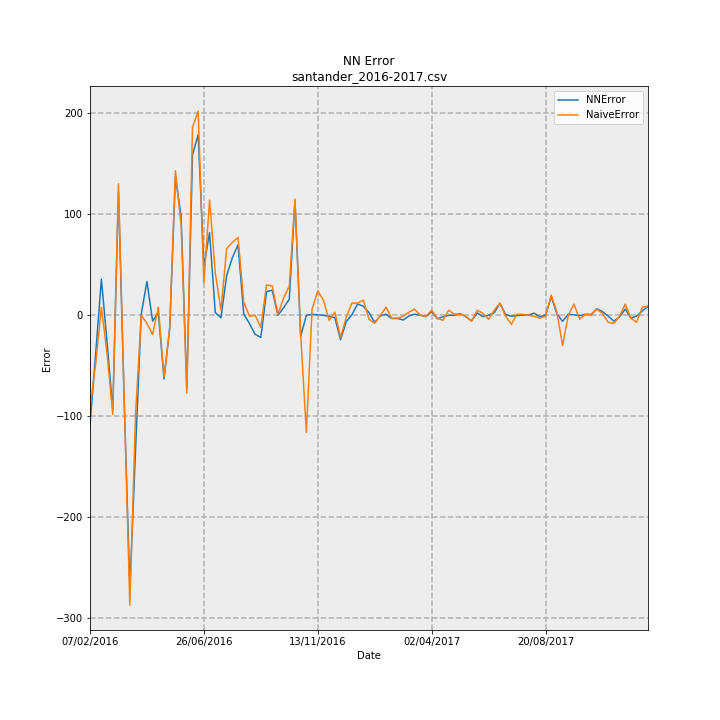 NN Error
santander_2016-2017.csv
NNError
NaiveError
200
100
0
−100
−200
−300
Error
07/02/2016
26/06/2016
13/11/2016
02/04/2017
20/08/2017
Date